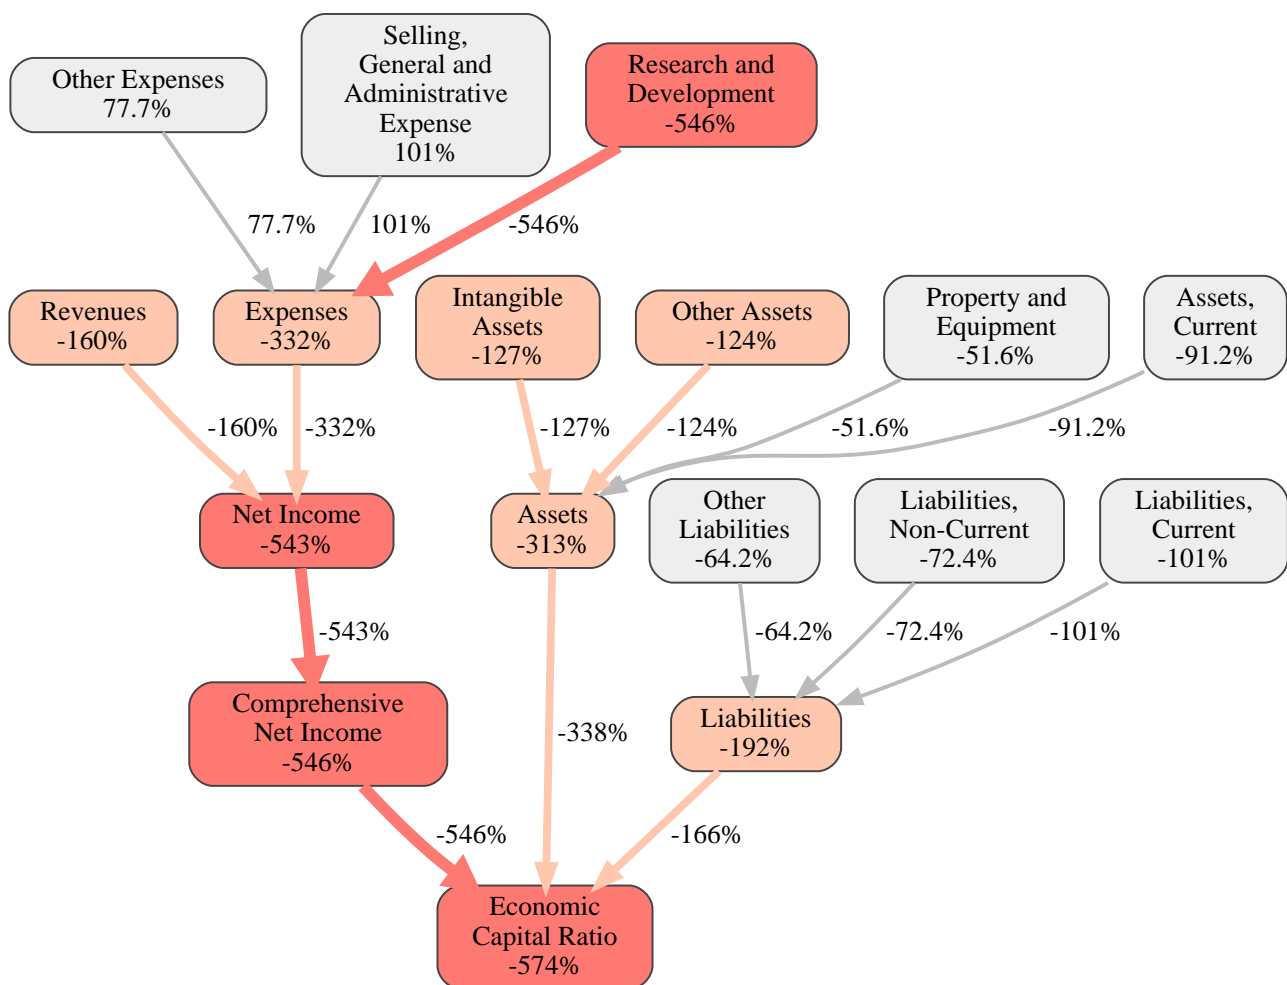 Other Expenses
77.7%
Selling,
General and
Administrative
Expense
101%
Research and
Development
-546%
77.7%
101%
-546%
Revenues
-160%
Expenses
-332%
Intangible
Assets
-127%
Other Assets
-124%
Property and
Equipment
-51.6%
Assets,
Current
-91.2%
-160%
-332%
-127%
-124%
-51.6%
-91.2%
Net Income
-543%
Assets
-313%
Other
Liabilities
-64.2%
Liabilities,
Non-Current
-72.4%
Liabilities,
Current
-101%
-543%
-64.2%
-72.4%
-101%
Comprehensive
Net Income
-546%
-338%
Liabilities
-192%
-546%
-166%
Economic
Capital Ratio
-574%